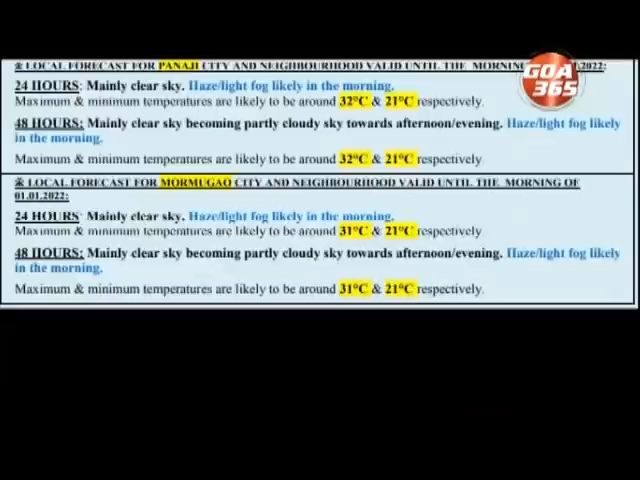 LOCAL FORECAST FOR PANAJI CITY AND NEIGHBOURHOOD VALID UNTIL THE MORNING 2022:
GOA
365
24 HOURS: Mainly clear sky. Haze/light fog likely in the morning.
Maximum & minimum temperatures are likely to be around 32°C & 21°C respectively.
48 HOURS: Mainly clear sky becoming partly cloudy sky towards afternoon/evening. Haze/light fog likely
in the morning.
Maximum & minimum temperatures are likely to be around 32°C & 21°C respectively
LOCAL FORECAST FOR MORMUGAO CITY AND NEIGHBOURHOOD VALID UNTIL THE MORNING OF
01.01.2022:
24 HOURS: Mainly clear sky. Haze/light fog likely in the morning.
Maximum & minimum temperatures are likely to be around 31°C & 21°C respectively
48 HOURS: Mainly clear sky becoming partly cloudy sky towards afternoon/evening. Haze/light fog likely
in the morning.
Maximum & minimum temperatures are likely to be around 31°C & 21°C respectively.